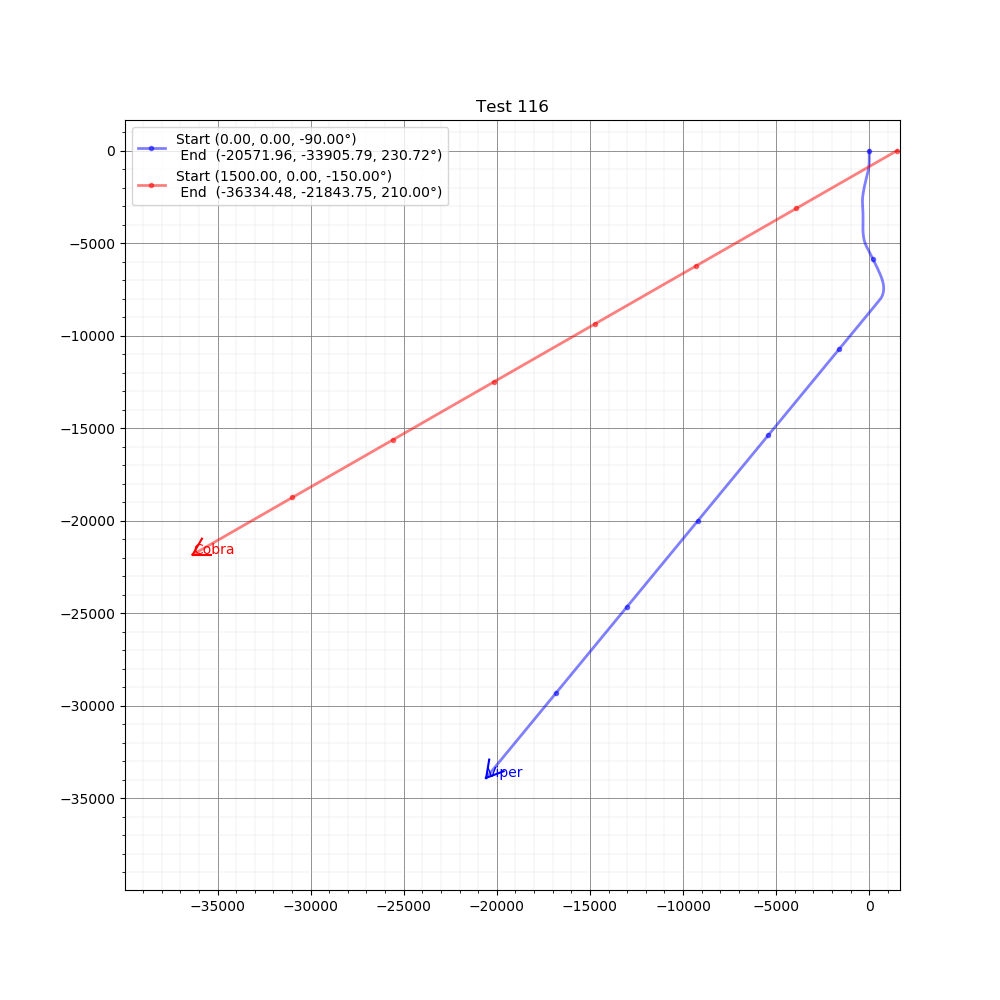 Test 116
Start (0.00, 0.00, -90.00°)
End  (-20571.96, -33905.79, 230.72°)
Start (1500.00, 0.00, -150.00°)
End  (-36334.48, -21843.75, 210.00°)
0
−5000
−10000
−15000
−20000
−25000
−30000
−35000
Cobra
Viper
−35000 −30000 −25000 −20000 −15000 −10000 −5000 0